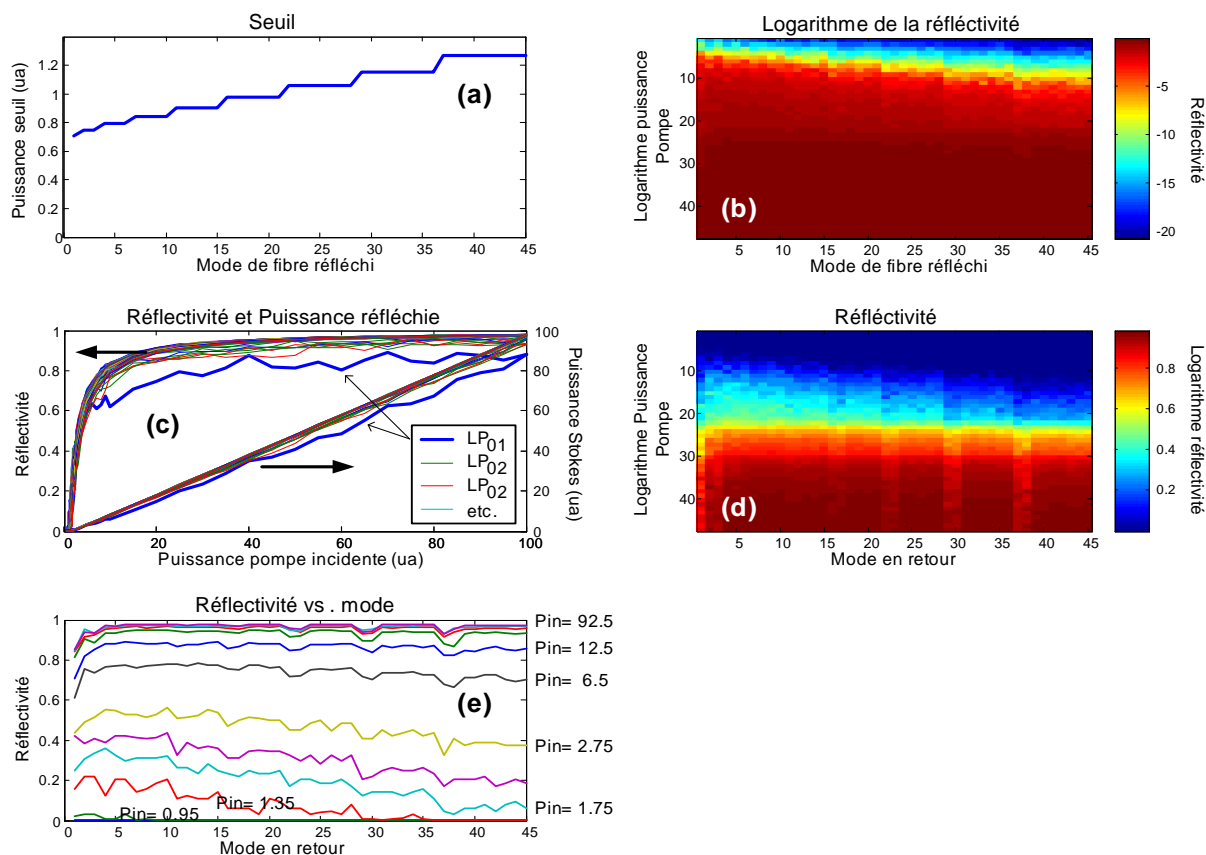 Seuil
Puissance seuil (ua)
1.2
1
0.8
0.6
0.4
0.2
0
(a)
0 5 10 15 20 25 30 35 40 45
Mode de fibre réfléchi
Logarithme de la réfléctivité
Logarithme puissance
Pompe
10
20
30
40
(b)
5 10 15 20 25 30 35 40 45
Mode de fibre réfléchi
-5
-10
-15
-20
Réflectivité
Réflectivité et Puissance réfléchie
Réflectivité
1
0.8
0.6
0.4
0.2
0
(c)
LP01
LP02
LP02
etc.
100
80
60
40
20
0
Puissance Stokes (ua)
0 20 40 60 80 100
Puissance pompe incidente (ua)
Réfléctivité
Logarithme Puissance
Pompe
10
20
30
40
(d)
5 10 15 20 25 30 35 40 45
Mode en retour
0.8
0.6
0.4
0.2
Logarithme réflectivité
Réflectivité vs . mode
Réflectivité
1
0.8
0.6
0.4
0.2
0
(e)
Pin= 92.5
Pin= 12.5
Pin= 6.5
Pin= 2.75
Pin= 1.75
Pin= 1.35
Pin= 0.95
0 5 10 15 20 25 30 35 40 45
Mode en retour